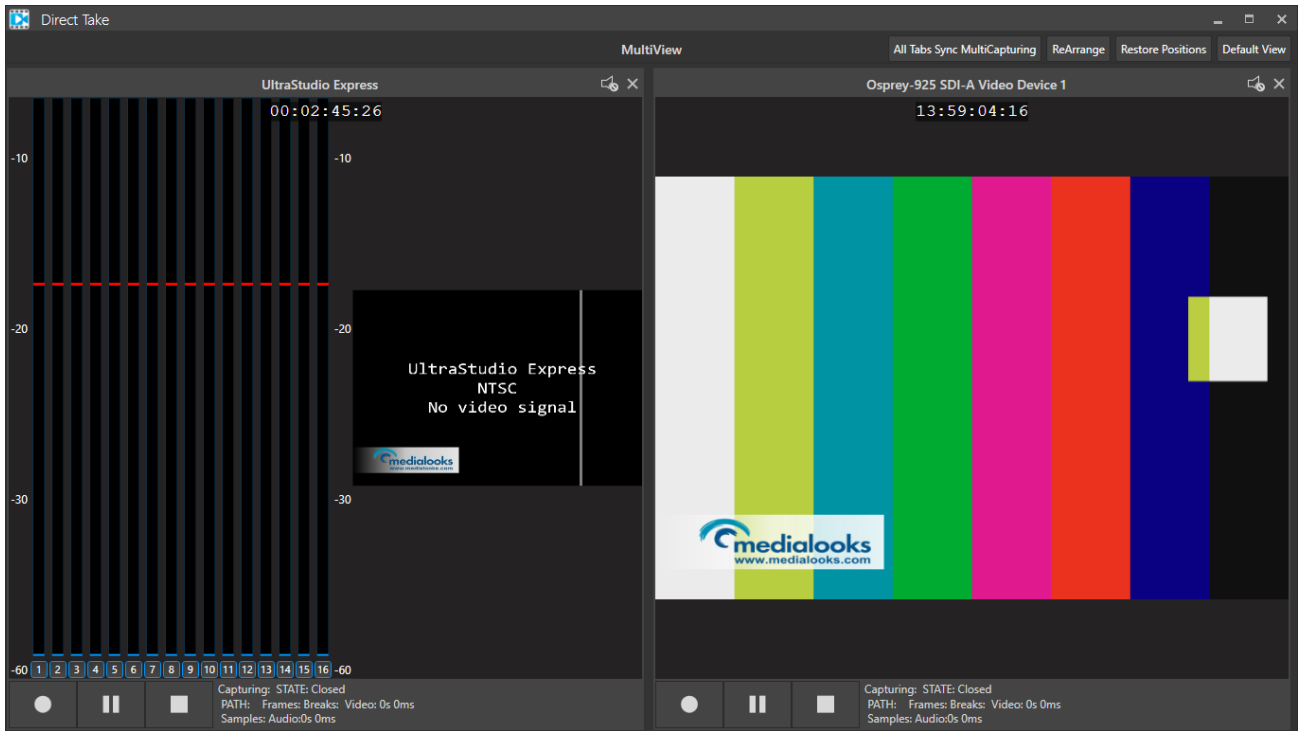 Direct Take
MultiView
All Tabs Sync MultiCapturing ReArrange Restore Positions Default View
UltraStudio Express
00:02:45:26
-10 -10
-20 -20
UltraStudio Express
NTSC
No video signal
medialooks
www.medialooks.com
-30 -30
-60 1 2 3 4 5 6 7 8 9 10 11 12 13 14 15 16 -60
Capturing: STATE: Closed
PATH: Frames: Breaks: Video: 0s 0ms
Samples: Audio:0s 0ms
Osprey-925 SDI-A Video Device 1
13:59:04:16
medialooks
www.medialooks.com
Capturing: STATE: Closed
PATH: Frames: Breaks: Video: 0s 0ms
Samples: Audio:0s 0ms